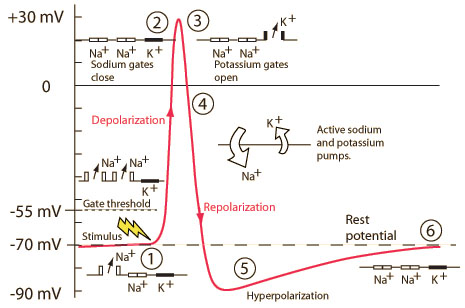 +30 mV
2
3
K+
Na+ Na+ K+
Na+ Na+
Sodium gates
close
Potassium gates
open
0
4
Depolarization
K+
Na+
Active sodium
and potassium
pumps.
Na+ Na+
K+
Gate threshold
-55 mV
Repolarization
Stimulus
Rest
potential
6
-70 mV
1
5
Na+
Na+ K+
Na+ Na+ K+
-90 mV
Hyperpolarization